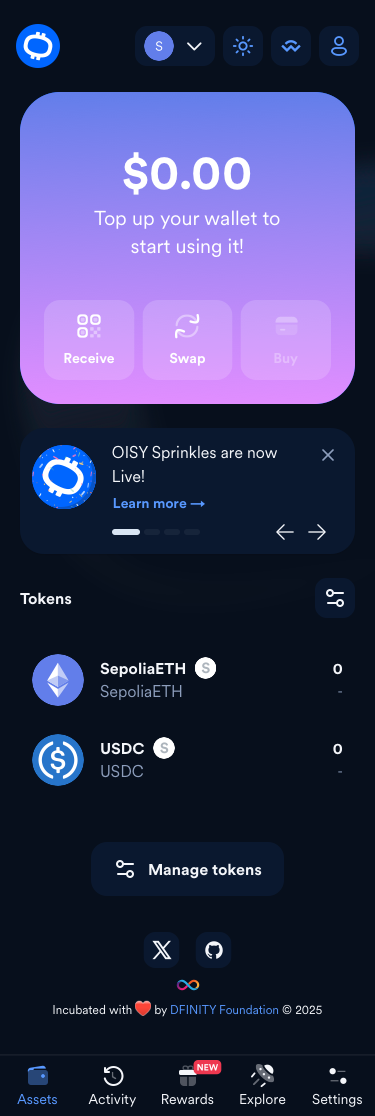 S
$0.00
Top up your wallet to
start using it!
Receive
Swap
Buy
OISY Sprinkles are now
Live!
Learn more →
Tokens
SepoliaETH S
0
SepoliaETH
-
USDC S
0
USDC
-
Manage tokens
Incubated with ❤️ by DFINITY Foundation © 2025
NEW
Assets
Activity
Rewards
Explore
Settings